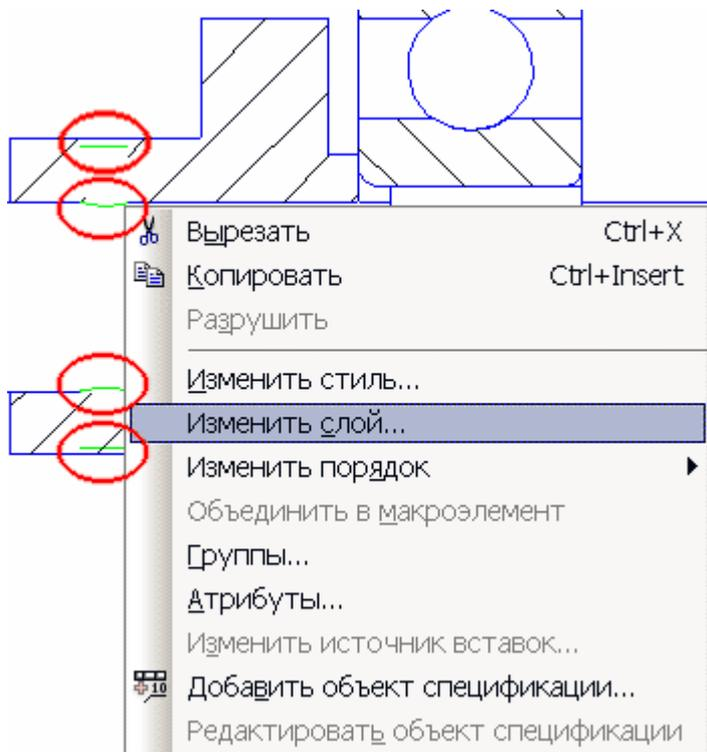 Вырезать Ctrl+X
Копировать Ctrl+Insert
Разрушить
Изменить стиль...
Изменить слой...
Изменить порядок
Объединить в макроэлемент
Группы...
Атрибуты...
Изменить источник вставок...
Добавить объект спецификации...
Редактировать объект спецификации